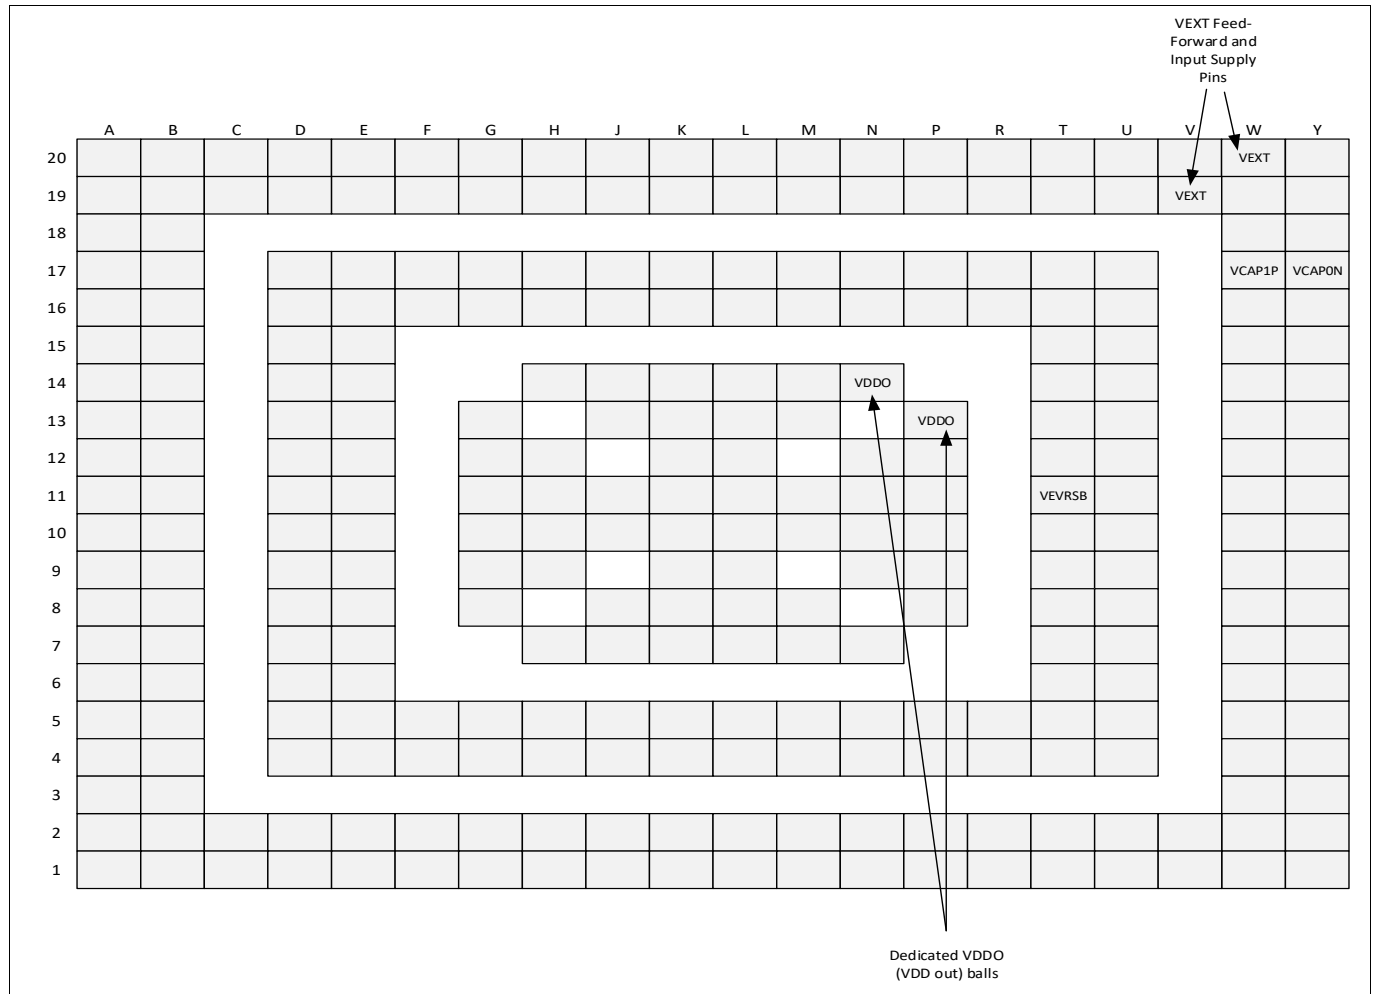 VEXT Feed-
Forward and
Input Supply
Pins
A B C D E F G H J K L M N P R T U V W Y
20 VEXT
19 VEXT
18
17 VCAP1P VCAP0N
16
15
14 VDDO
13 VDDO
12
11 VEVRSB
10
9
8
7
6
5
4
3
2
1
Dedicated VDDO
(VDD out) balls